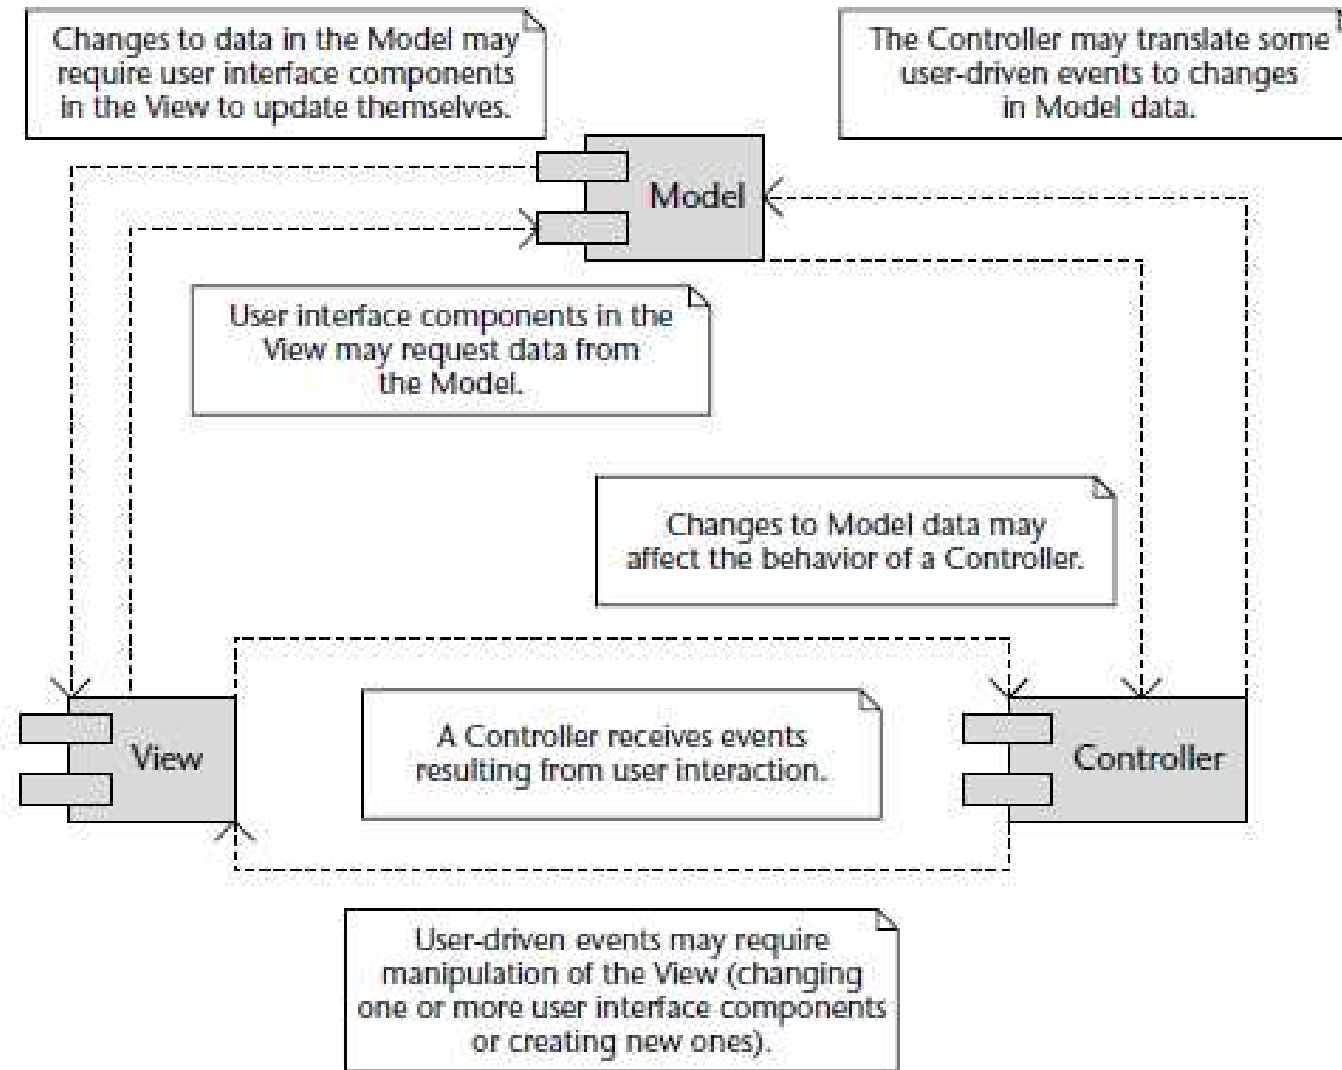 Changes to data in the Model may
require user interface components
in the View to update themselves.
The Controller may translate some
user-driven events to changes
in Model data.
Model
User interface components in the
View may request data from
the Model.
Changes to Model data may
affect the behavior of a Controller.
View
A Controller receives events
resulting from user interaction.
Controller
User-driven events may require
manipulation of the View (changing
one or more user interface components
or creating new ones).